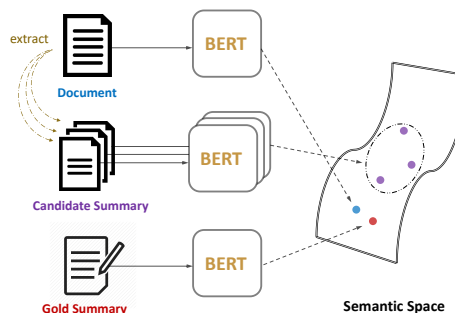 extract
BERT
Document
BERT
Candidate Summary
BERT
Gold Summary
Semantic Space